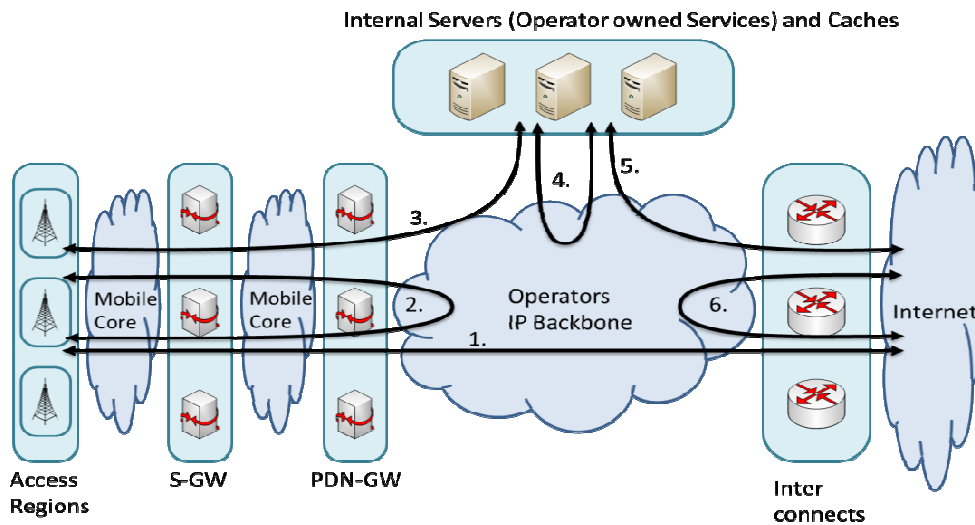 Internal Servers (Operator owned Services) and Caches
4.
5.
3.
Mobile
Core
Mobile
Core
2.
Operators
IP Backbone
6.
Internet
1.
Access
Regions
S-GW
PDN-GW
Inter
connects